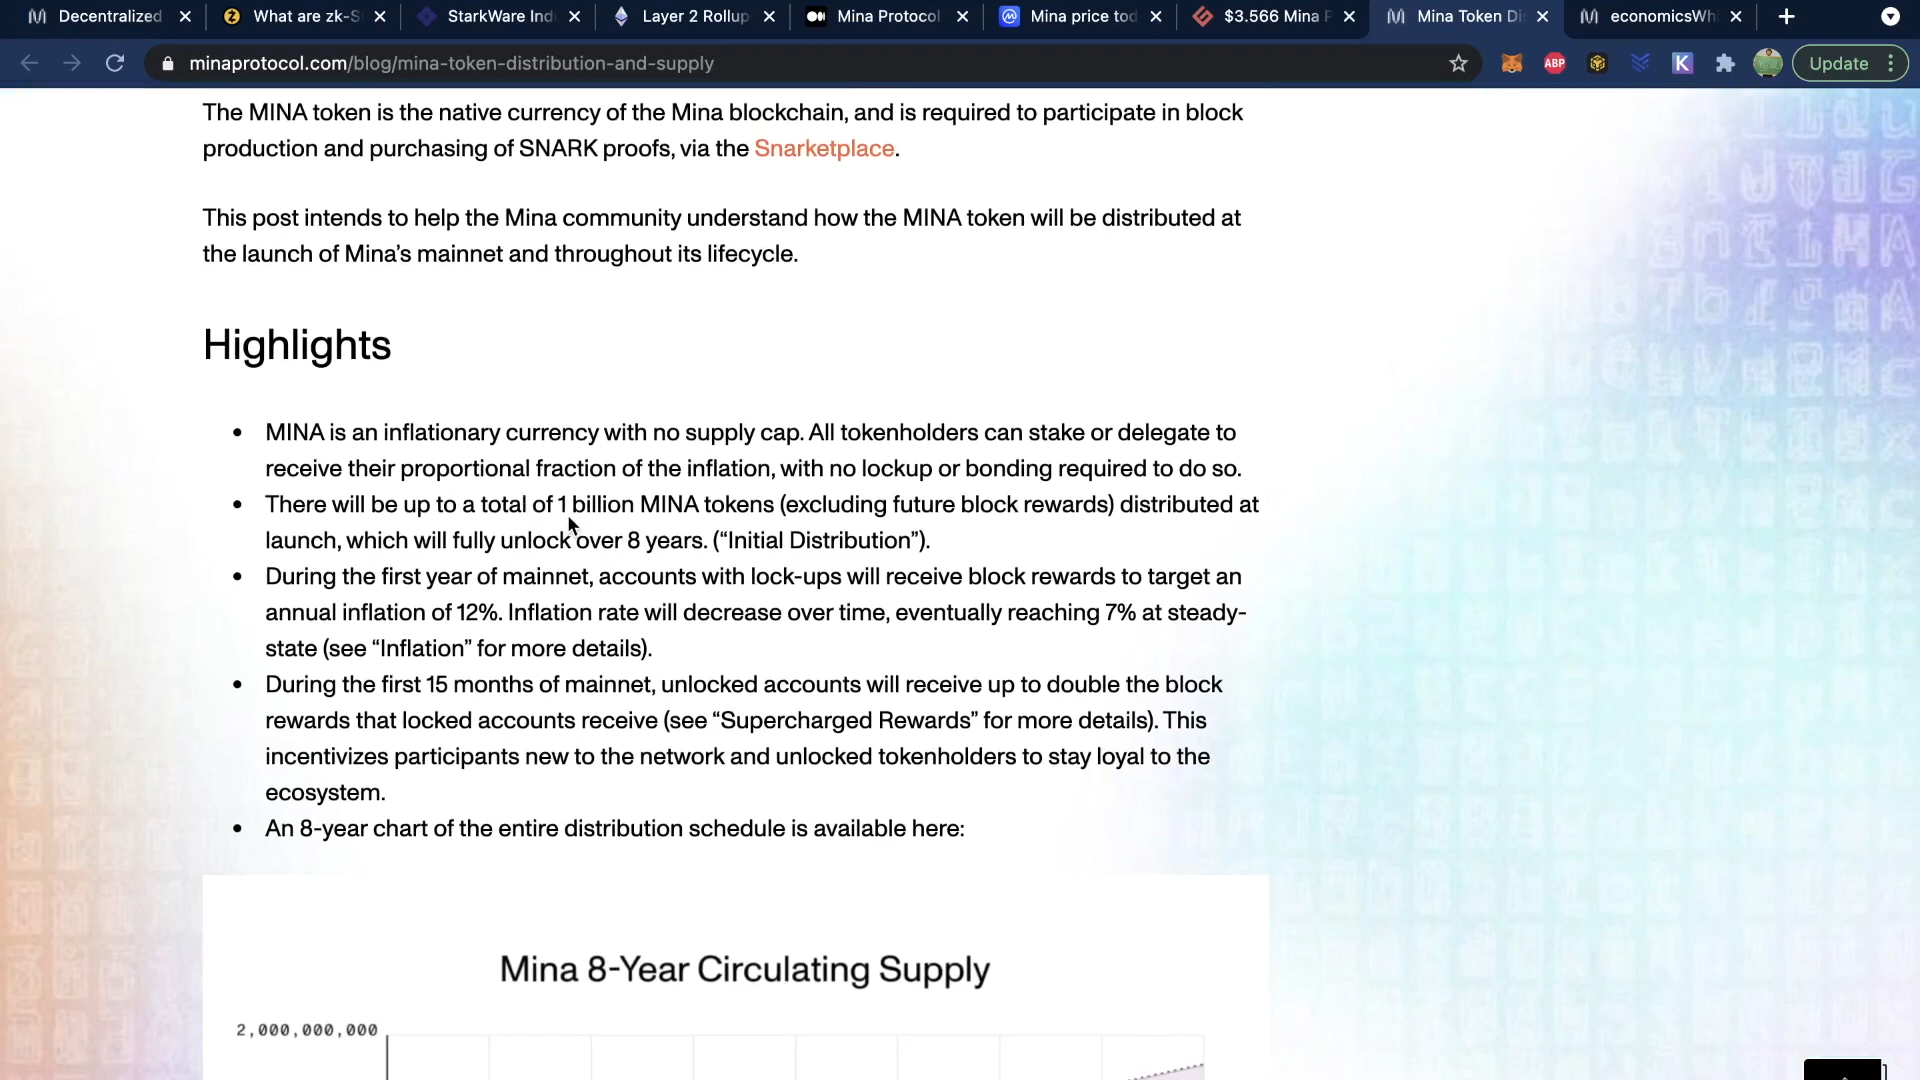 Decentralized
What are zk-S
StarkWare Ind
Layer 2 Rollup
Mina Protocol
Mina price tod
$3.566 Mina P
Mina Token Di
economicsWhi
minaprotocol.com/blog/mina-token-distribution-and-supply
ABP
K
Update
The MINA token is the native currency of the Mina blockchain, and is required to participate in block
production and purchasing of SNARK proofs, via the Snarketplace.
This post intends to help the Mina community understand how the MINA token will be distributed at
the launch of Mina’s mainnet and throughout its lifecycle.
Highlights
• MINA is an inflationary currency with no supply cap. All tokenholders can stake or delegate to
receive their proportional fraction of the inflation, with no lockup or bonding required to do so.
• There will be up to a total of 1 billion MINA tokens (excluding future block rewards) distributed at
launch, which will fully unlock over 8 years. (“Initial Distribution”).
• During the first year of mainnet, accounts with lock-ups will receive block rewards to target an
annual inflation of 12%. Inflation rate will decrease over time, eventually reaching 7% at steady-
state (see “Inflation” for more details).
• During the first 15 months of mainnet, unlocked accounts will receive up to double the block
rewards that locked accounts receive (see “Supercharged Rewards” for more details). This
incentivizes participants new to the network and unlocked tokenholders to stay loyal to the
ecosystem.
• An 8-year chart of the entire distribution schedule is available here:
Mina 8-Year Circulating Supply
2,000,000,000